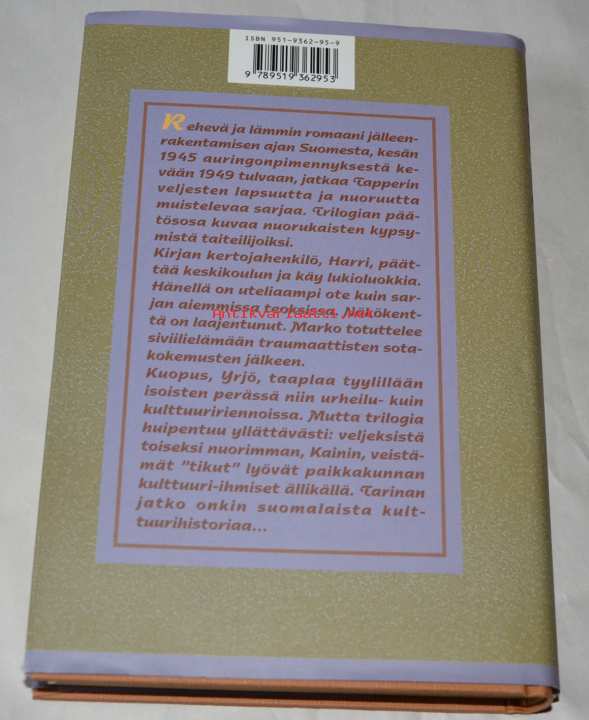 ISBN 951-9362-95-9
9 789519 362953
Rehevä ja lämmin romaani jälleen-
rakentamisen ajan Suomesta, kesän
1945 auringonpimennyksestä ke-
vään 1949 tulvaan, jatkaa Tapperin
veljesten lapsuutta ja nuoruutta
muistelevaa sarjaa. Trilogian pää-
tösosa kuvaa nuorukaisten kypsy-
mistä taiteilijoiksi.
Kirjan kertojahenkilö, Harri, päät-
tää keskikoulun ja käy lukioluokkia.
Hänellä on uteliaampi ote kuin sar-
jan aiemmissa teoksissa. Näkökent-
Antikvariaatti.net
tä on laajentunut. Marko totuttelee
siviilielämään traumaattisten sota-
kokemusten jälkeen.
Kuopus, Yrjö, taaplaa tyylillään
isoisten perässä niin urheilu- kuin
kulttuuririennoissa. Mutta trilogia
huipentuu yllättävästi: veljeksistä
toiseksi nuorimman, Kainin, veistä-
mät "tikut" lyövät paikkakunnan
kulttuuri-ihmiset ällikällä. Tarinan
jatko onkin suomalaista kult-
tuurihistoriaa...